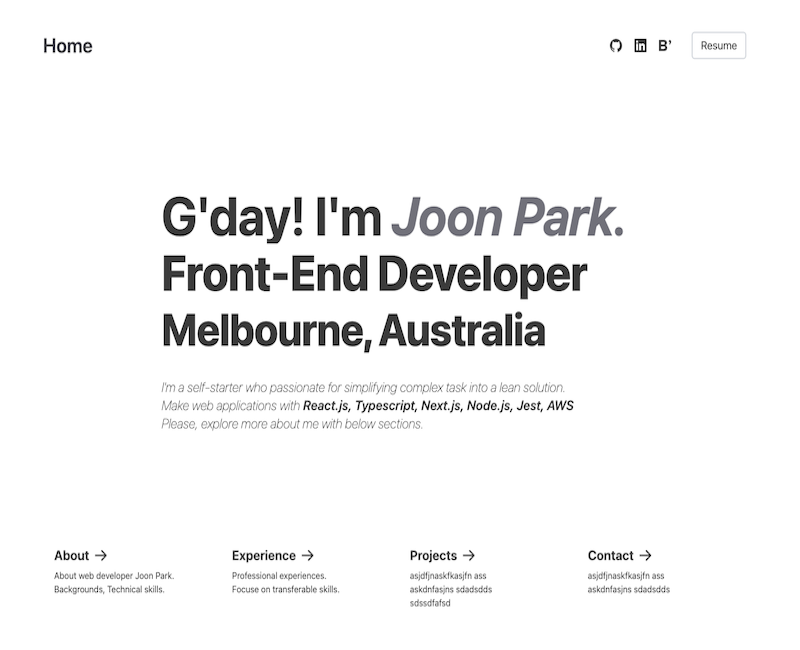 Home
B’ Resume
G'day! I'm Joon Park.
Front-End Developer
Melbourne, Australia
I'm a self-starter who passionate for simplifying complex task into a lean solution.
Make web applications with React.js, Typescript, Next.js, Node.js, Jest, AWS
Please, explore more about me with below sections.
About →
About web developer Joon Park.
Backgrounds, Technical skills.
Experience →
Professional experiences.
Focuse on transferable skills.
Projects →
asjdfjnaskfkasjfn ass
askdnfasjns sdadsdds
sdssdfafsd
Contact →
asjdfjnaskfkasjfn ass
askdnfasjns sdadsdds